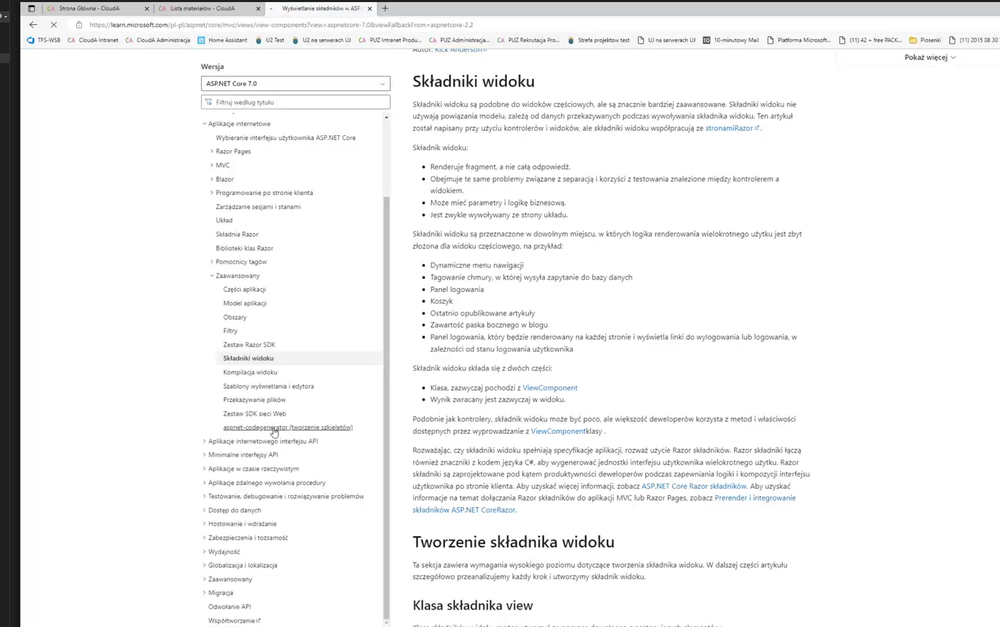 Strona Główna - CloudA
Lista materiałów - CloudA
Wyświetlanie składników w ASP.
https://learn.microsoft.com/pl-pl/aspnet/core/mvc/views/view-components?view=aspnetcore-7.0&viewFallbackFrom=aspnetcore-2.2
TFS-WSB
CloudA Intranet
CloudA Administracja
Home Assistant
U2 Test
U2 na serwerach UJ
PUZ Intranet Produ...
PUZ Administracja...
PUZ Rekrutacja Pro...
Strefa projektow test
UJ na serwerach UJ
10-minutowy Mail
Platforma Microsoft...
(11) 42 + free PACK...
Piosenki
(11) 2015 08 30
Autor: Rick Anderson
Pokaż więcej
Wersja
ASP.NET Core 7.0
Filtruj według tytułu
Aplikacje internetowe
Wybieranie interfejsu użytkownika ASP.NET Core
Razor Pages
MVC
Blazor
Programowanie po stronie klienta
Zarządzanie sesjami i stanami
Układ
Składnia Razor
Biblioteki klas Razor
Pomocnicy tagów
Zaawansowany
Części aplikacji
Model aplikacji
Obszary
Filtry
Zestaw Razor SDK
Składniki widoku
Kompilacja widoku
Szablony wyświetlania i edytora
Przekazywanie plików
Zestaw SDK sieci Web
aspnet-codegenerator (tworzenie szkieletów)
Aplikacje internetowego interfejsu API
Minimalne interfejsy API
Aplikacje w czasie rzeczywistym
Aplikacje zdalnego wywołania procedury
Testowanie, debugowanie i rozwiązywanie problemów
Dostęp do danych
Hostowanie i wdrażanie
Zabezpieczenia i tożsamość
Wydajność
Globalizacja i lokalizacja
Zaawansowany
Migracja
Odwołanie API
Współtworzenie
Składniki widoku
Składniki widoku są podobne do widoków częściowych, ale są znacznie bardziej zaawansowane. Składniki widoku nie
używają powiązania modelu, zależą od danych przekazywanych podczas wywoływania składnika widoku. Ten artykuł
został napisany przy użyciu kontrolerów i widoków, ale składniki widoku współpracują ze stronamiRazor .
Składnik widoku:
• Renderuje fragment, a nie całą odpowiedź.
• Obejmuje te same problemy związane z separacją i korzyści z testowania znalezione między kontrolerem a
widokiem.
• Może mieć parametry i logikę biznesową.
• Jest zwykle wywoływany ze strony układu.
Składniki widoku są przeznaczone w dowolnym miejscu, w których logika renderowania wielokrotnego użytku jest zbyt
złożona dla widoku częściowego, na przykład:
• Dynamiczne menu nawigacji
• Tagowanie chmury, w której wysyła zapytanie do bazy danych
• Panel logowania
• Koszyk
• Ostatnio opublikowane artykuły
• Zawartość paska bocznego w blogu
• Panel logowania, który będzie renderowany na każdej stronie i wyświetla linki do wylogowania lub logowania, w
zależności od stanu logowania użytkownika
Składnik widoku składa się z dwóch części:
• Klasa, zazwyczaj pochodzi z ViewComponent
• Wynik zwracany jest zazwyczaj w widoku.
Podobnie jak kontrolery, składnik widoku może być poco, ale większość deweloperów korzysta z metod i właściwości
dostępnych przez wyprowadzanie z ViewComponentklasy .
Rozważając, czy składniki widoku spełniają specyfikacje aplikacji, rozważ użycie Razor składników. Razor składniki łączą
również znaczniki z kodem języka C#, aby wygenerować jednostki interfejsu użytkownika wielokrotnego użytku. Razor
składniki są zaprojektowane pod kątem produktywności deweloperów podczas zapewniania logiki i kompozycji interfejsu
użytkownika po stronie klienta. Aby uzyskać więcej informacji, zobacz ASP.NET Core Razor składników. Aby uzyskać
informacje na temat dołączania Razor składników do aplikacji MVC lub Razor Pages, zobacz Prerender i integrowanie
składników ASP.NET CoreRazor.
Tworzenie składnika widoku
Ta sekcja zawiera wymagania wysokiego poziomu dotyczące tworzenia składnika widoku. W dalszej części artykułu
szczegółowo przeanalizujemy każdy krok i utworzymy składnik widoku.
Klasa składnika view